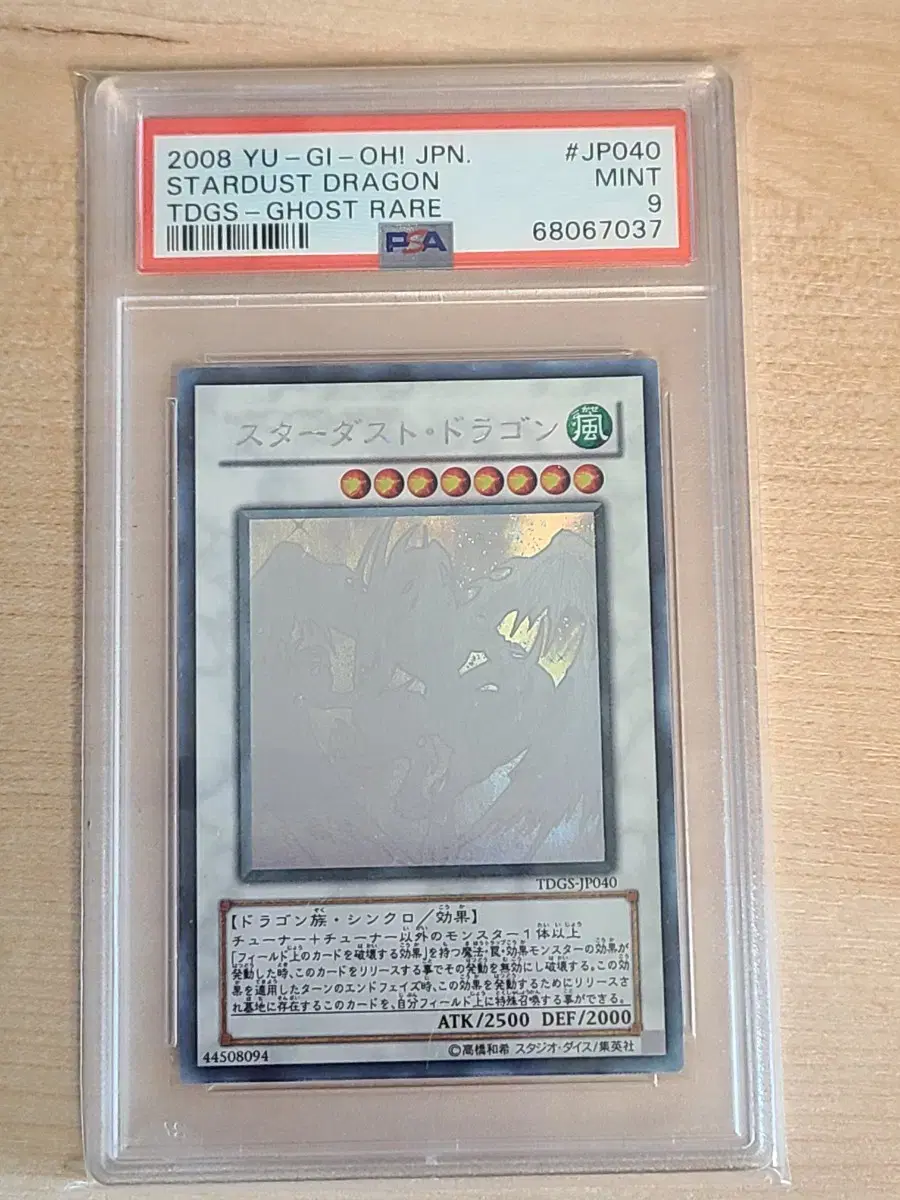 2008 YU-GI-OH! JPN. #JP040
STARDUST DRAGON MINT
TDGS-GHOST RARE 9
PSA 68067037
スターダスト・ドラゴン 風
TDGS-JP040
【ドラゴン族・シンクロ/効果】
チューナー+チューナー以外のモンスター1体以上
「フィールド上のカードを破壊する効果」を持つ魔法・罠・効果モンスターの効果が
発動した時、このカードをリリースする事でその発動を無効にし破壊する。この効
果を適用したターンのエンドフェイズ時、この効果を発動するためにリリースさ
れ墓地に存在するこのカードを、自分フィールド上に特殊召喚する事ができる。
ATK/2500 DEF/2000
44508094 ©高橋和希 スタジオ・ダイス/集英社